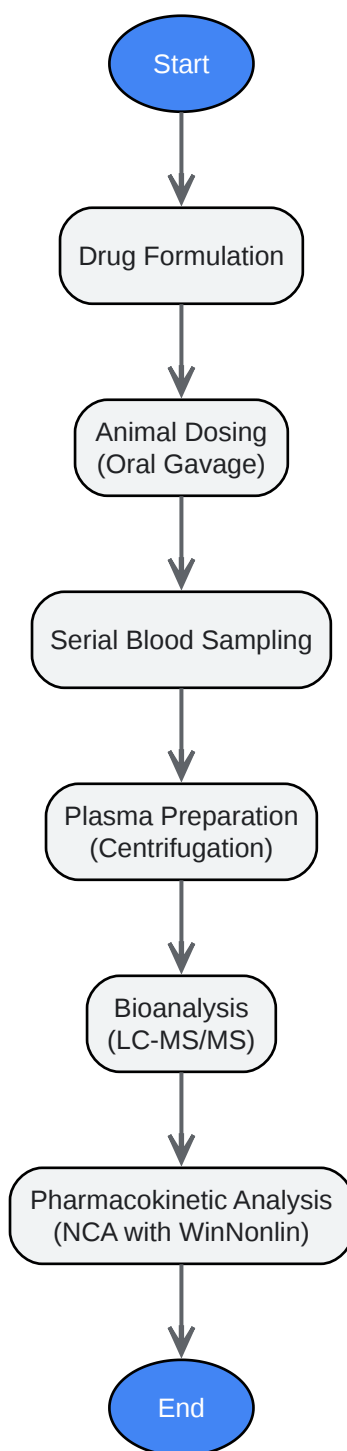 Start
Drug Formulation
Animal Dosing
(Oral Gavage)
Serial Blood Sampling
Plasma Preparation
(Centrifugation)
Bioanalysis
(LC-MS/MS)
Pharmacokinetic Analysis
(NCA with WinNonlin)
End